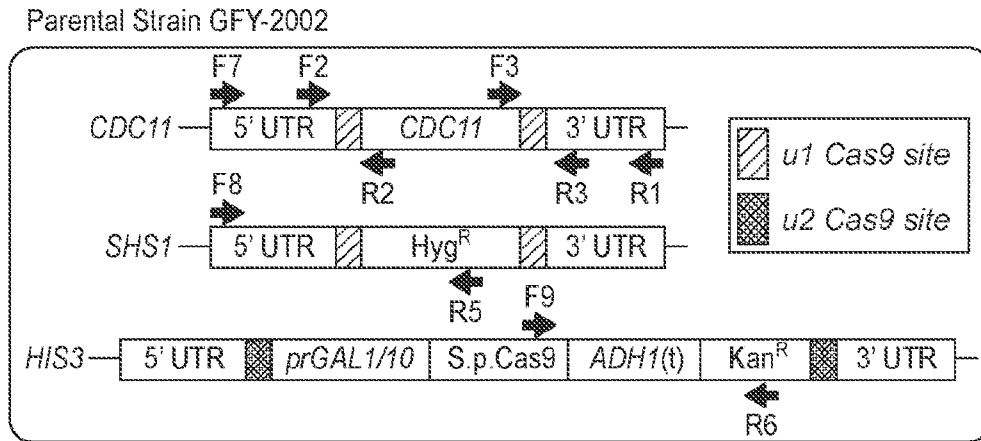 Parental Strain GFY-2002
F7 F2 F3
CDC11 5' UTR CDC11 3' UTR
R2 R3 R1
F8
SHS1 5' UTR Hyg^R 3' UTR
R5 F9
HIS3 5' UTR prGAL1/10 S.p.Cas9 ADH1(t) Kan^R 3' UTR
R6
u1 Cas9 site
u2 Cas9 site